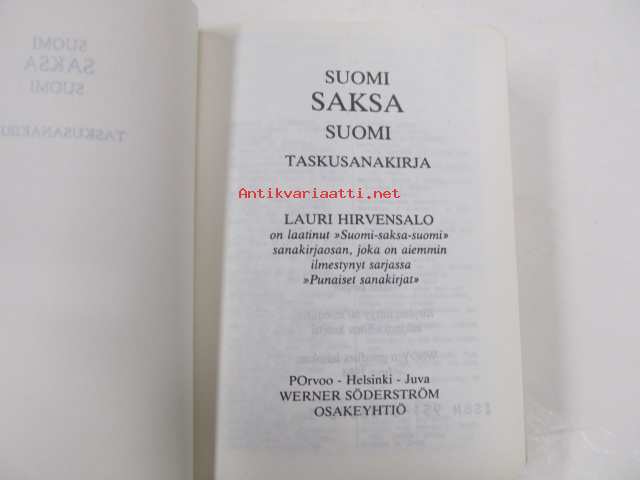 SUOMI
SAKSA
SUOMI
TASKUSANAKIRJA
Antikvariaatti.net
LAURI HIRVENSALO
on laatinut »Suomi-saksa-suomi»
sanakirjaosan, joka on aiemmin
ilmestynyt sarjassa
»Punaiset sanakirjat»
POrvoo - Helsinki - Juva
WERNER SÖDERSTRÖM
OSAKEYHTIÖ